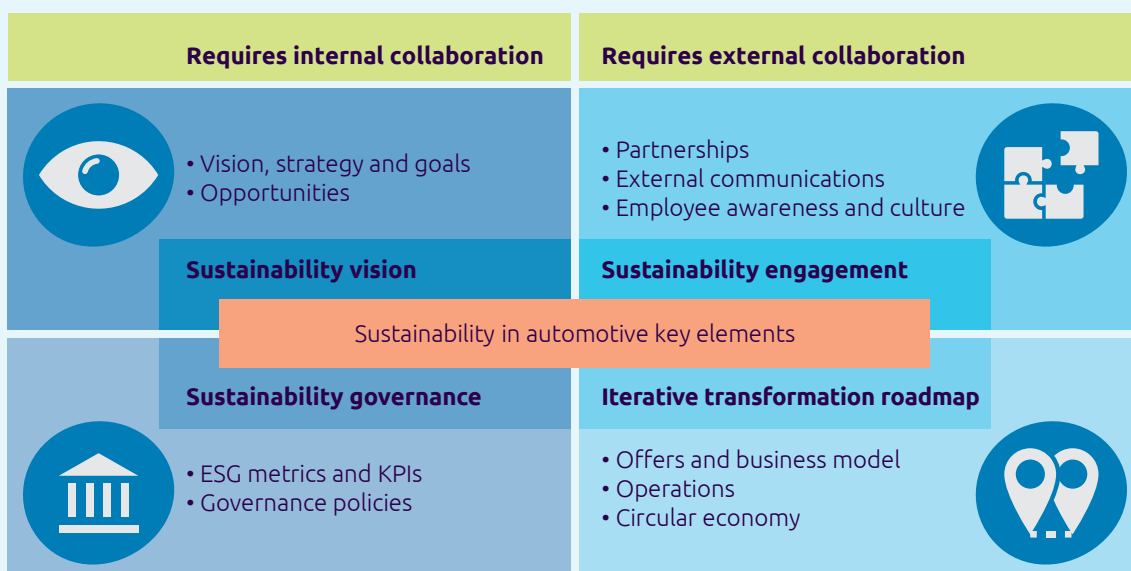 Requires internal collaboration
Requires external collaboration
• Vision, strategy and goals
• Opportunities
Sustainability vision
• Partnerships
• External communications
• Employee awareness and culture
Sustainability engagement
Sustainability in automotive key elements
Sustainability governance
• ESG metrics and KPIs
• Governance policies
Iterative transformation roadmap
• Offers and business model
• Operations
• Circular economy